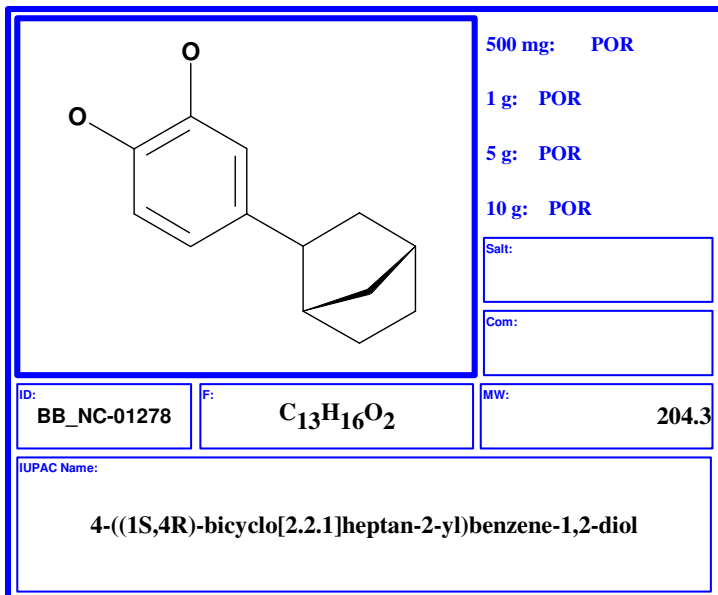 O
O
500 mg: POR
1 g: POR
5 g: POR
10 g: POR
Salt:
Com:
ID:
BB_NC-01278
F:
C13H16O2
MW:
204.3
IUPAC Name:
4-((1S,4R)-bicyclo[2.2.1]heptan-2-yl)benzene-1,2-diol